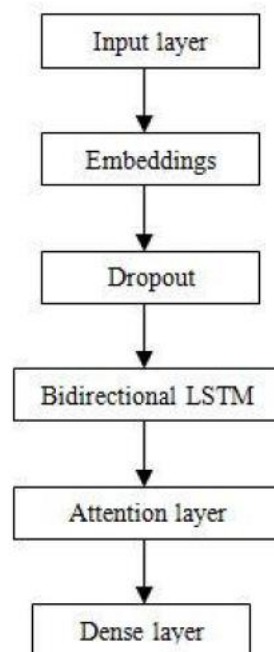 Input layer
Embeddings
Dropout
Bidirectional LSTM
Attention layer
Dense layer